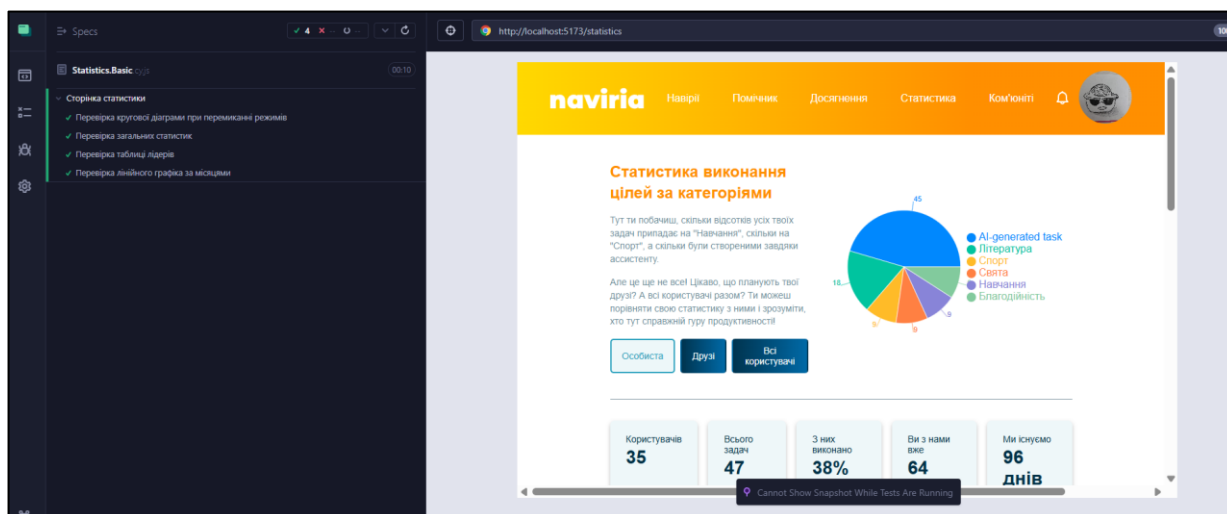 Specs
4
Statistics.Basic.cy.js
00:10
Сторінка статистики
Перевірка кругової діаграми при перемиканні режимів
Перевірка загальних статистик
Перевірка таблиці лідерів
Перевірка лінійного графіка за місяцями
http://localhost:5173/statistics
100
naviria
Навірії
Помічник
Досягнення
Статистика
Ком'юніті
Статистика виконання
цілей за категоріями
Тут ти побачиш, скільки відсотків усіх твоїх
задач припадає на "Навчання", скільки на
"Спорт", а скільки були створеними завдяки
ассистенту.
Але це ще не все! Цікаво, що планують твої
друзі? А всі користувачі разом? Ти можеш
порівняти свою статистику з ними і зрозуміти,
хто тут справжній гуру продуктивності!
Особиста
Друзі
Всі
користувачі
45
18
9
9
9
AI-generated task
Література
Спорт
Свята
Навчання
Благодійність
Користувачів
35
Всього
задач
47
З них
виконано
38%
Ви з нами
вже
64
Ми існуємо
96
днів
Cannot Show Snapshot While Tests Are Running